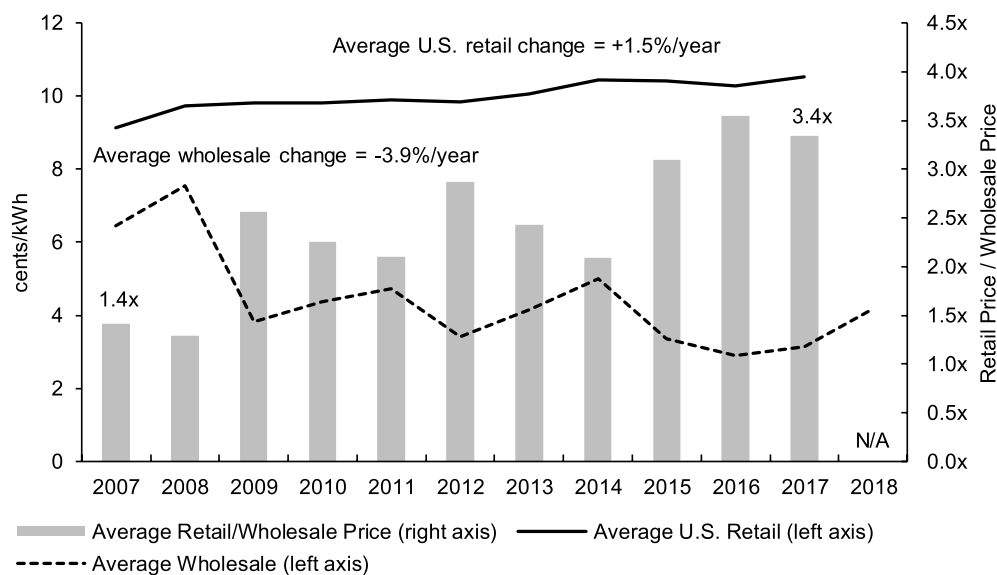 12
10
8
6
4
2
0
cents/kWh
Average U.S. retail change = +1.5%/year
Average wholesale change = -3.9%/year
1.4x
3.4x
N/A
4.5x
4.0x
3.5x
3.0x
2.5x
2.0x
1.5x
1.0x
0.5x
0.0x
Retail Price / Wholesale Price
2007 2008 2009 2010 2011 2012 2013 2014 2015 2016 2017 2018
Average Retail/Wholesale Price (right axis) Average U.S. Retail (left axis)
Average Wholesale (left axis)